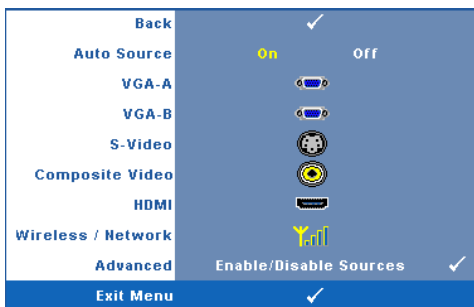 Back
Auto Source On Off
VGA-A
VGA-B
S-Video
Composite Video
HDMI
Wireless / Network
Advanced Enable/Disable Sources
Exit Menu